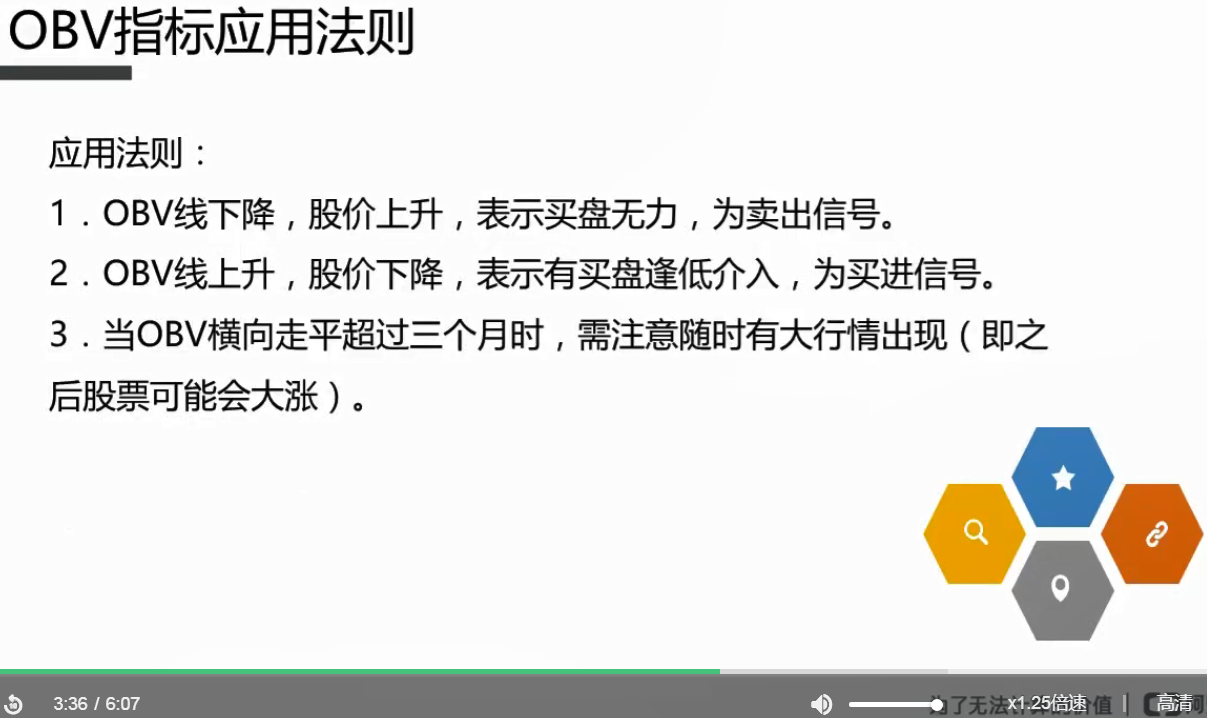 OBV指标应用法则
应用法则：
1．OBV线下降，股价上升，表示买盘无力，为卖出信号。
2．OBV线上升，股价下降，表示有买盘逢低介入，为买进信号。
3．当OBV横向走平超过三个月时，需注意随时有大行情出现（即之
后股票可能会大涨）。
3:36 / 6:07
x1.25倍速
高清